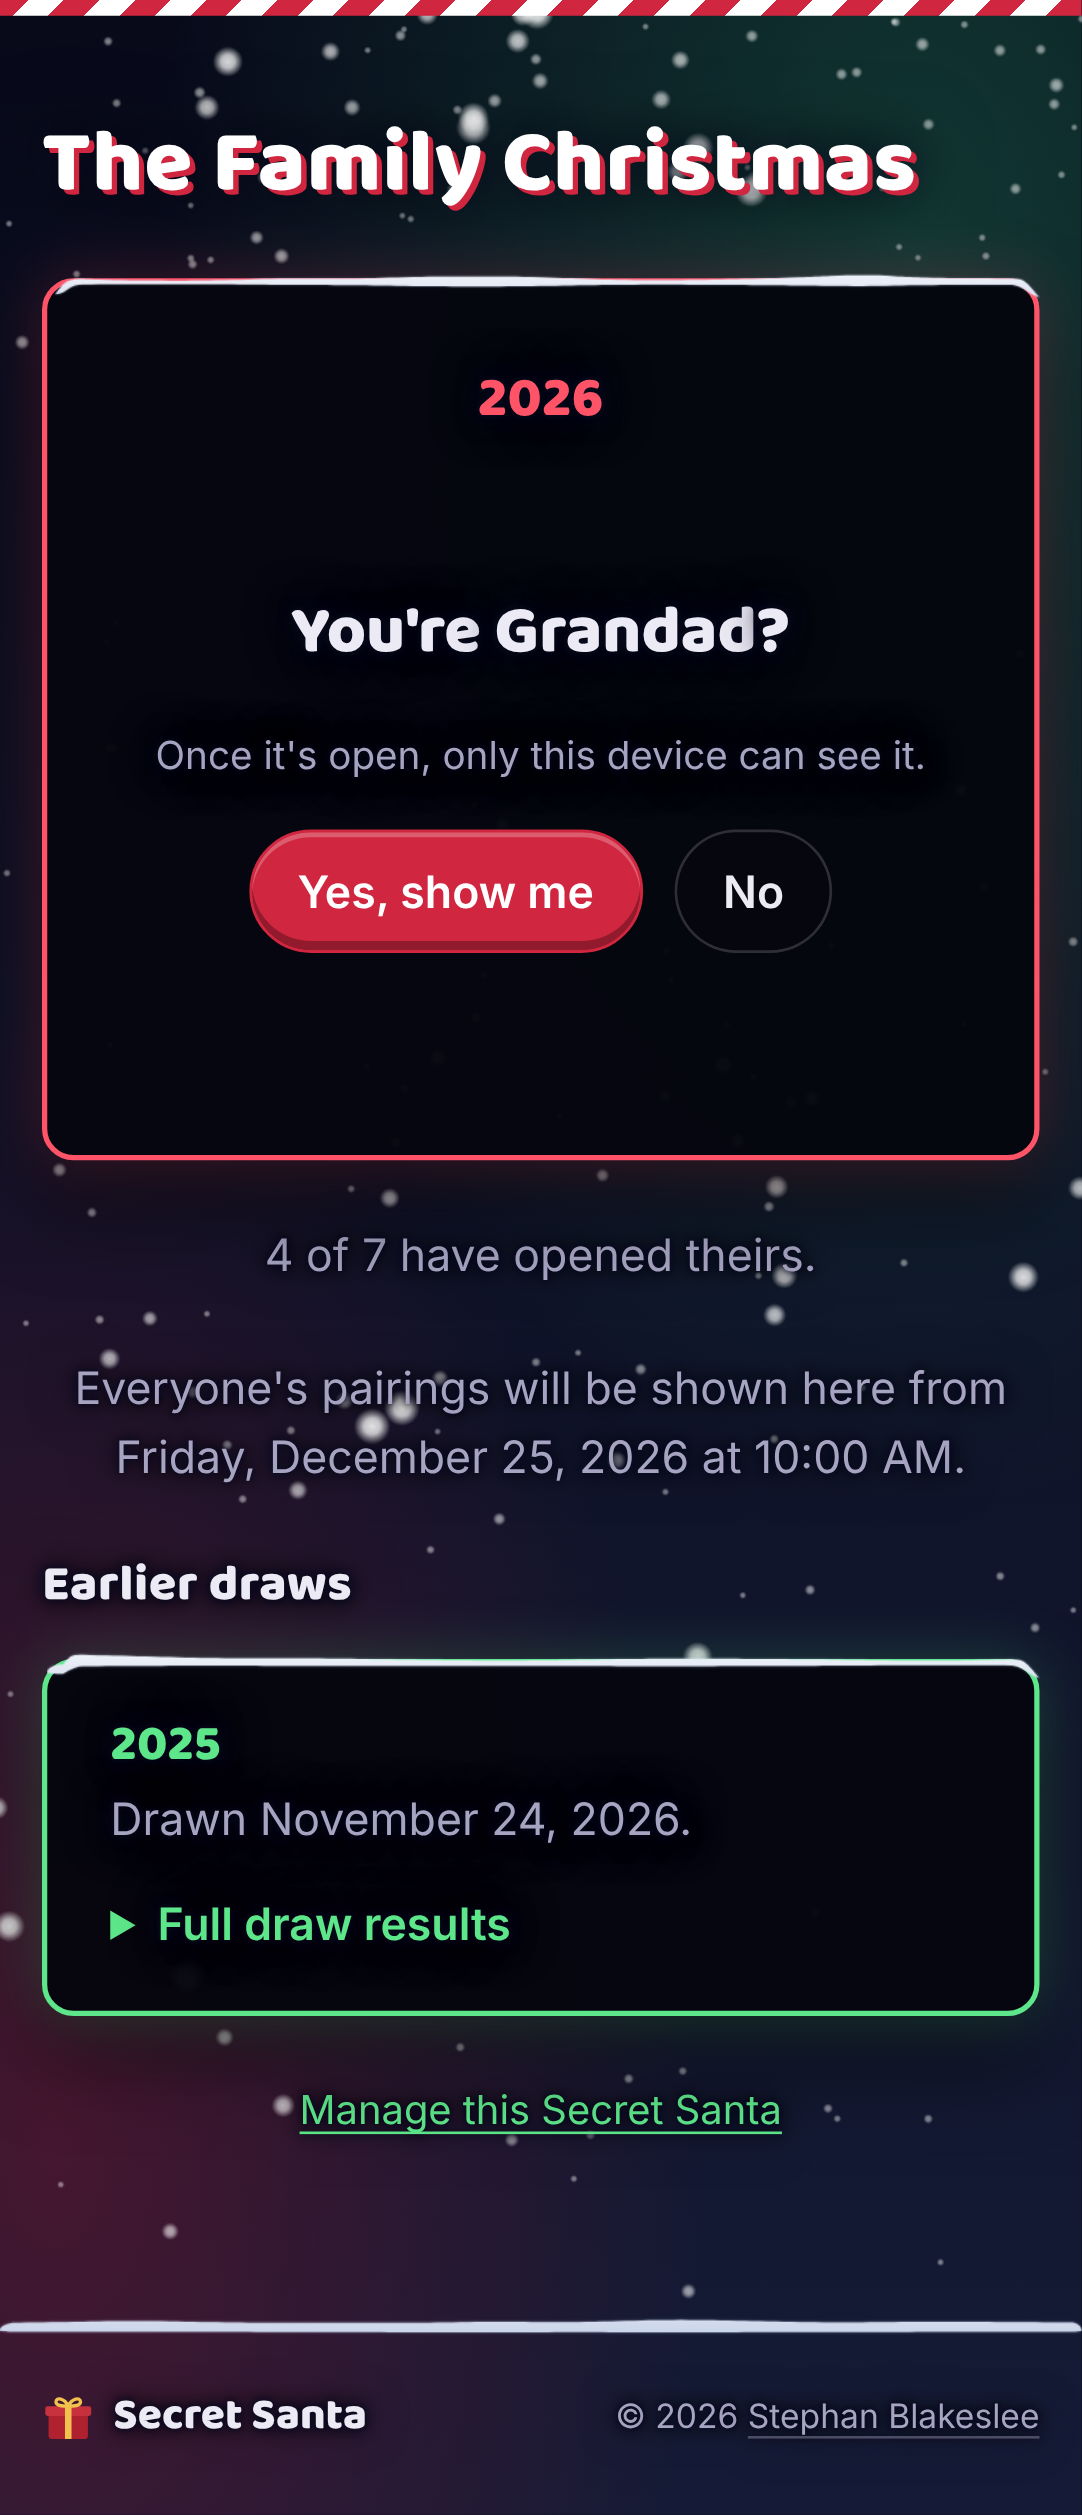 The Family Christmas
2026
You're Grandad?
Once it's open, only this device can see it.
Yes, show me
No
4 of 7 have opened theirs.
Everyone's pairings will be shown here from
Friday, December 25, 2026 at 10:00 AM.
Earlier draws
2025
Drawn November 24, 2026.
Full draw results
Manage this Secret Santa
Secret Santa
© 2026 Stephan Blakeslee